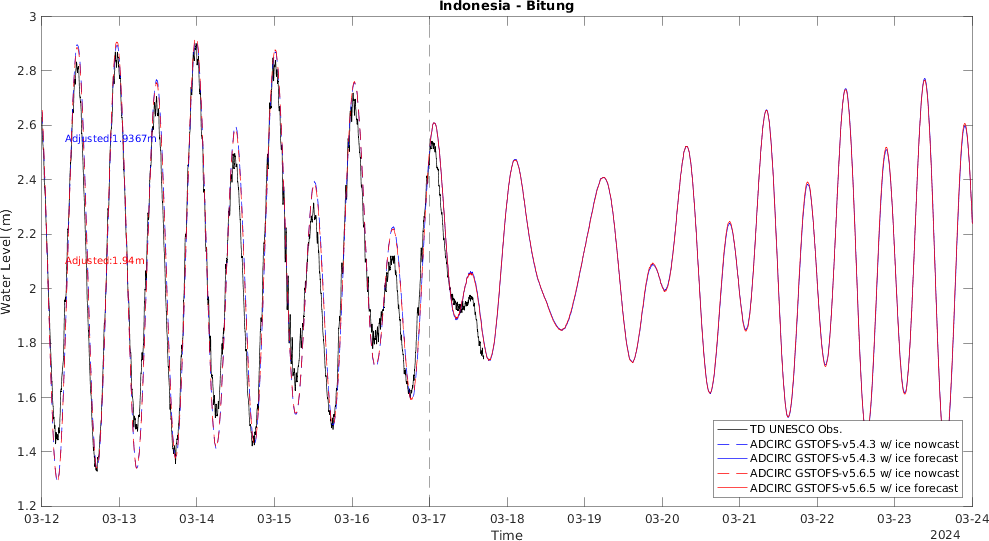 Indonesia - Bitung
Water Level (m)
3
2.8
2.6
2.4
2.2
2
1.8
1.6
1.4
1.2
Adjusted:1.9367m
Adjusted:1.94m
TD UNESCO Obs.
ADCIRC GSTOFS-v5.4.3 w/ ice nowcast
ADCIRC GSTOFS-v5.4.3 w/ ice forecast
ADCIRC GSTOFS-v5.6.5 w/ ice nowcast
ADCIRC GSTOFS-v5.6.5 w/ ice forecast
03-12 03-13 03-14 03-15 03-16 03-17 03-18 03-19 03-20 03-21 03-22 03-23 03-24
Time
2024